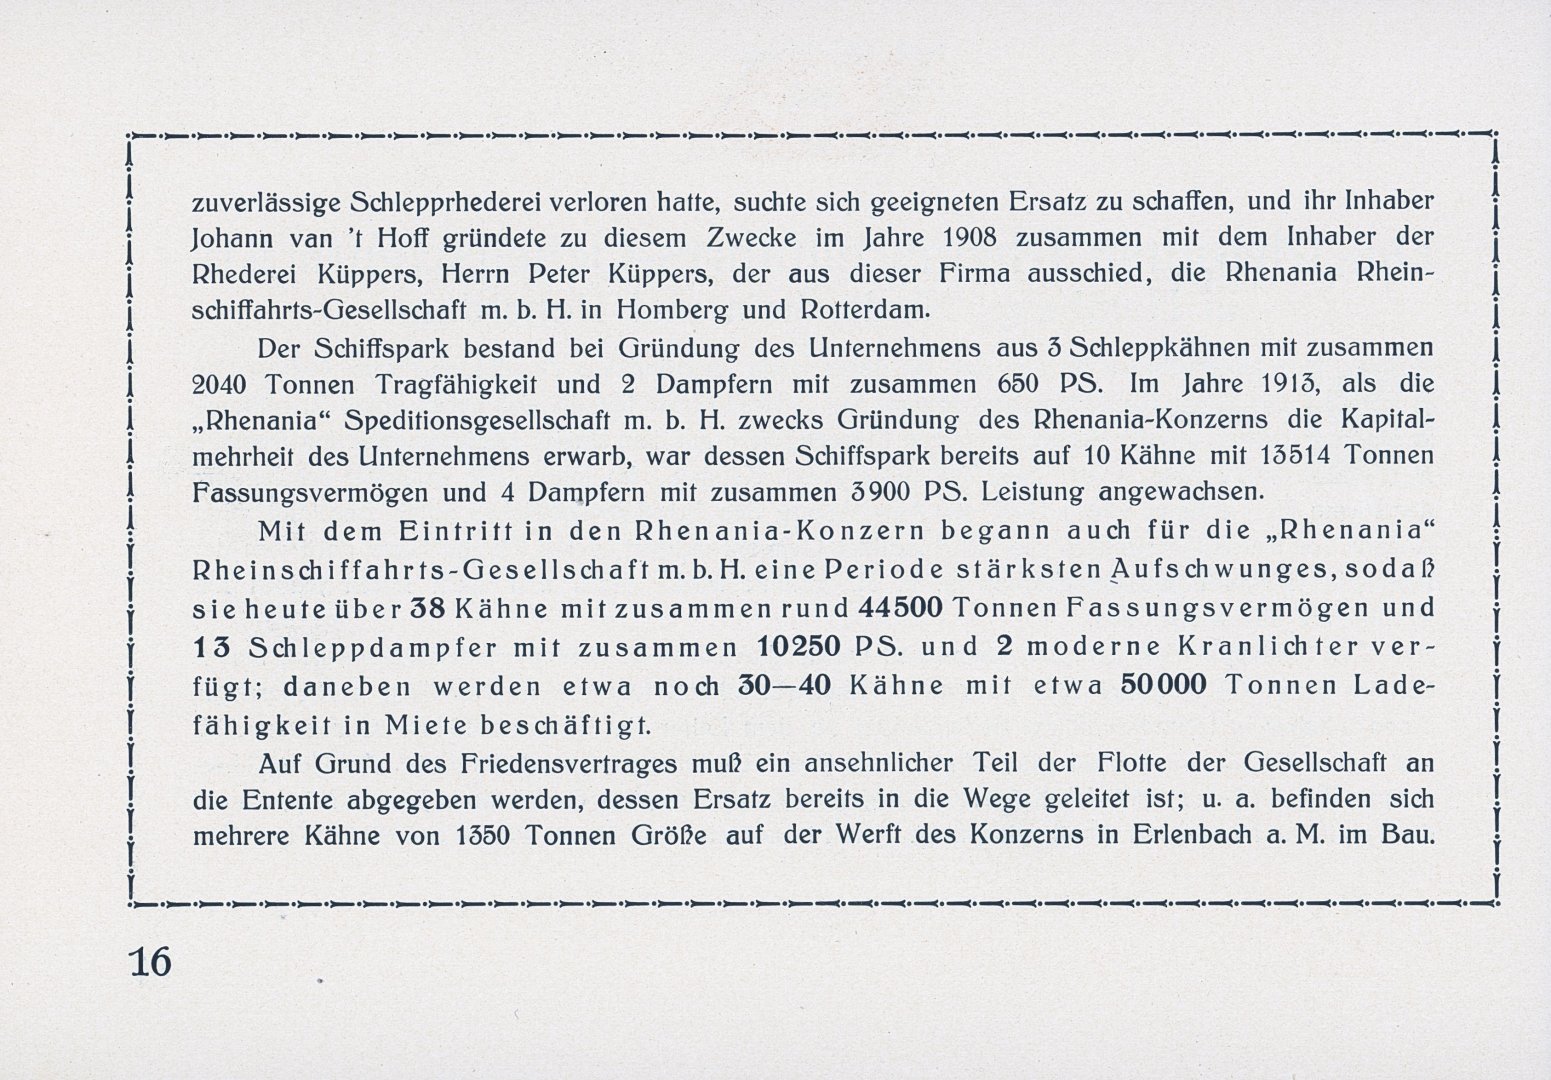 zuverlässige Schlepprhederei verloren hatte, suchte sich geeigneten Ersatz zu schaffen, und ihr Inhaber
Johann van 't Hoff gründete zu diesem Zwecke im Jahre 1908 zusammen mit dem Inhaber der
Rhederei Küppers, Herrn Peter Küppers, der aus dieser Firma ausschied, die Rhenania Rhein-
schiffahrts-Gesellschaft m. b. H. in Homberg und Rotterdam.
Der Schiffspark bestand bei Gründung des Unternehmens aus 3 Schleppkähnen mit zusammen
2040 Tonnen Tragfähigkeit und 2 Dampfern mit zusammen 650 PS. Im Jahre 1913, als die
„Rhenania“ Speditionsgesellschaft m. b. H. zwecks Gründung des Rhenania-Konzerns die Kapital-
mehrheit des Unternehmens erwarb, war dessen Schiffspark bereits auf 10 Kähne mit 13514 Tonnen
Fassungsvermögen und 4 Dampfern mit zusammen 3900 PS. Leistung angewachsen.
Mit dem Eintritt in den Rhenania-Konzern begann auch für die „Rhenania“
Rheinschiffahrts-Gesellschaft m. b. H. eine Periode stärksten Aufschwunges, sodaß
sie heute über 38 Kähne mit zusammen rund 44500 Tonnen Fassungsvermögen und
13 Schleppdampfer mit zusammen 10250 PS. und 2 moderne Kranlichter ver-
fügt; daneben werden etwa noch 30—40 Kähne mit etwa 50000 Tonnen Lade-
fähigkeit in Miete beschäftigt.
Auf Grund des Friedensvertrages muß ein ansehnlicher Teil der Flotte der Gesellschaft an
die Entente abgegeben werden, dessen Ersatz bereits in die Wege geleitet ist; u. a. befinden sich
mehrere Kähne von 1350 Tonnen Größe auf der Werft des Konzerns in Erlenbach a. M. im Bau.
16